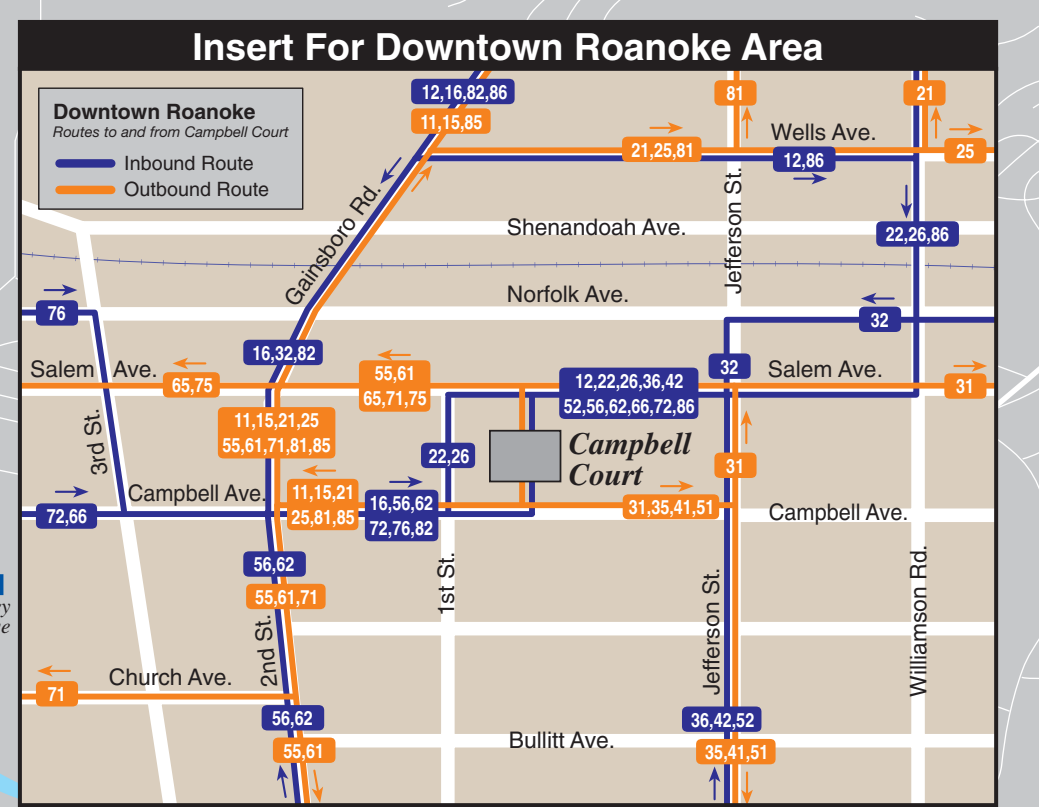 Insert For Downtown Roanoke Area
Downtown Roanoke
Routes to and from Campbell Court
Inbound Route
Outbound Route
12,16,82,86
11,15,85
81
21
21,25,81
Wells Ave.
12,86
25
Gainsboro Rd.
Jefferson St.
Shenandoah Ave.
22,26,86
Norfolk Ave.
76
32
16,32,82
32
Salem Ave.
65,75
55,61
65,71,75
12,22,26,36,42
52,56,62,66,72,86
Salem Ave.
31
3rd St.
11,15,21,25
55,61,71,81,85
22,26
Campbell
Court
31
Campbell Ave.
72,66
11,15,21
25,81,85
16,56,62
72,76,82
31,35,41,51
Campbell Ave.
56,62
55,61,71
2nd St.
1st St.
Jefferson St.
Williamson Rd.
Church Ave.
71
56,62
55,61
Bullitt Ave.
36,42,52
35,41,51